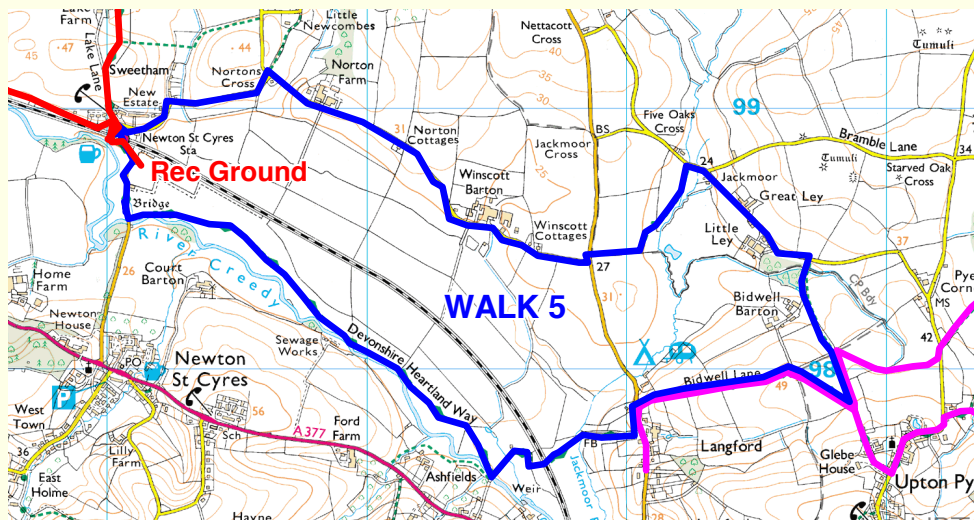 Lake
Farm
Little
Newcombes
Nettacott
Cross
47
45
44
40
Tumuli
Lake Lane
Sweetham
Nortons
Cross
Norton
Farm
35
30
25
New
Estate
Newton St Cyres
Sta
31
Norton
Cottages
BS
Five Oaks
Cross
99
Bramble Lane
34
Jackmoor
Cross
24
Tumuli
Starved Oak
Cross
Rec Ground
Winscott
Barton
Jackmoor
Great Ley
Bridge
Winscott
Cottages
Little
Ley
37
River Creedy
27
Home
Farm
26
Court
Barton
WALK 5
31
Bidwell
Barton
C P Bdy
Pye
Corn
MS
Newton
House
Sewage
Works
Devonshire Heartland Way
42
PO
Newton
St Cyres
98
Bidwell Lane
49
P
West
Town
56
Sch
A377
Ford
Farm
FB
Langford
36
Lilly
Farm
Glebe
House
East
Holme
Ashfields
Weir
Jackmoor
Upton Py
Hayne
28